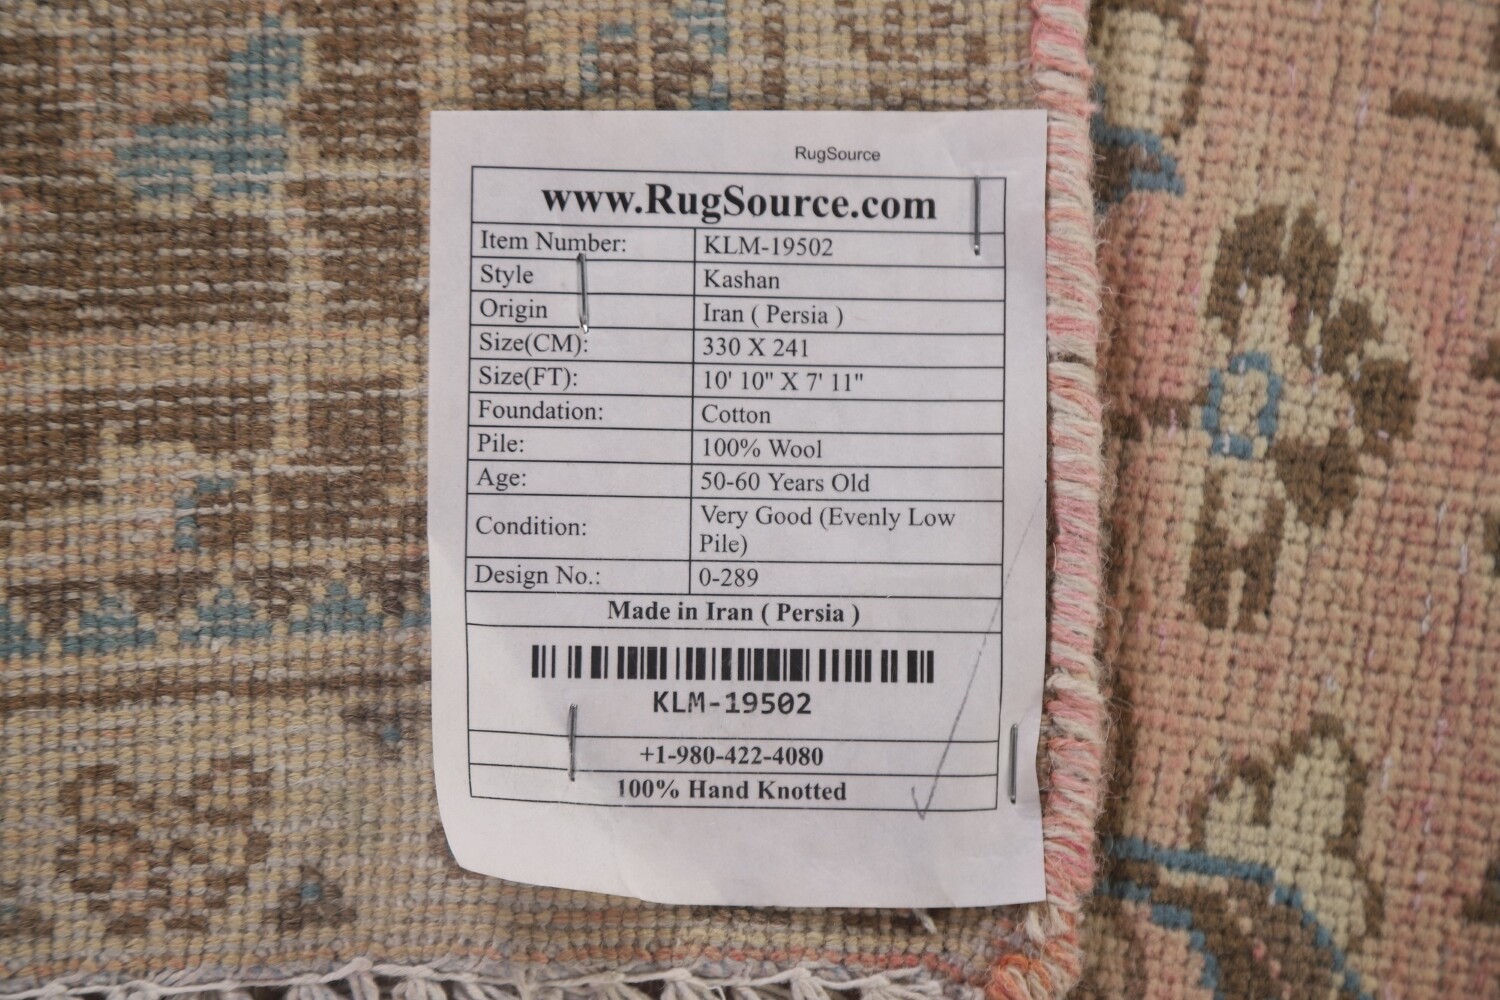 RugSource
www.RugSource.com
Item Number: KLM-19502
Style Kashan
Origin Iran ( Persia )
Size(CM): 330 X 241
Size(FT): 10' 10" X 7' 11"
Foundation: Cotton
Pile: 100% Wool
Age: 50-60 Years Old
Condition: Very Good (Evenly Low
Pile)
Design No.: 0-289
Made in Iran ( Persia )
KLM-19502
+1-980-422-4080
100% Hand Knotted